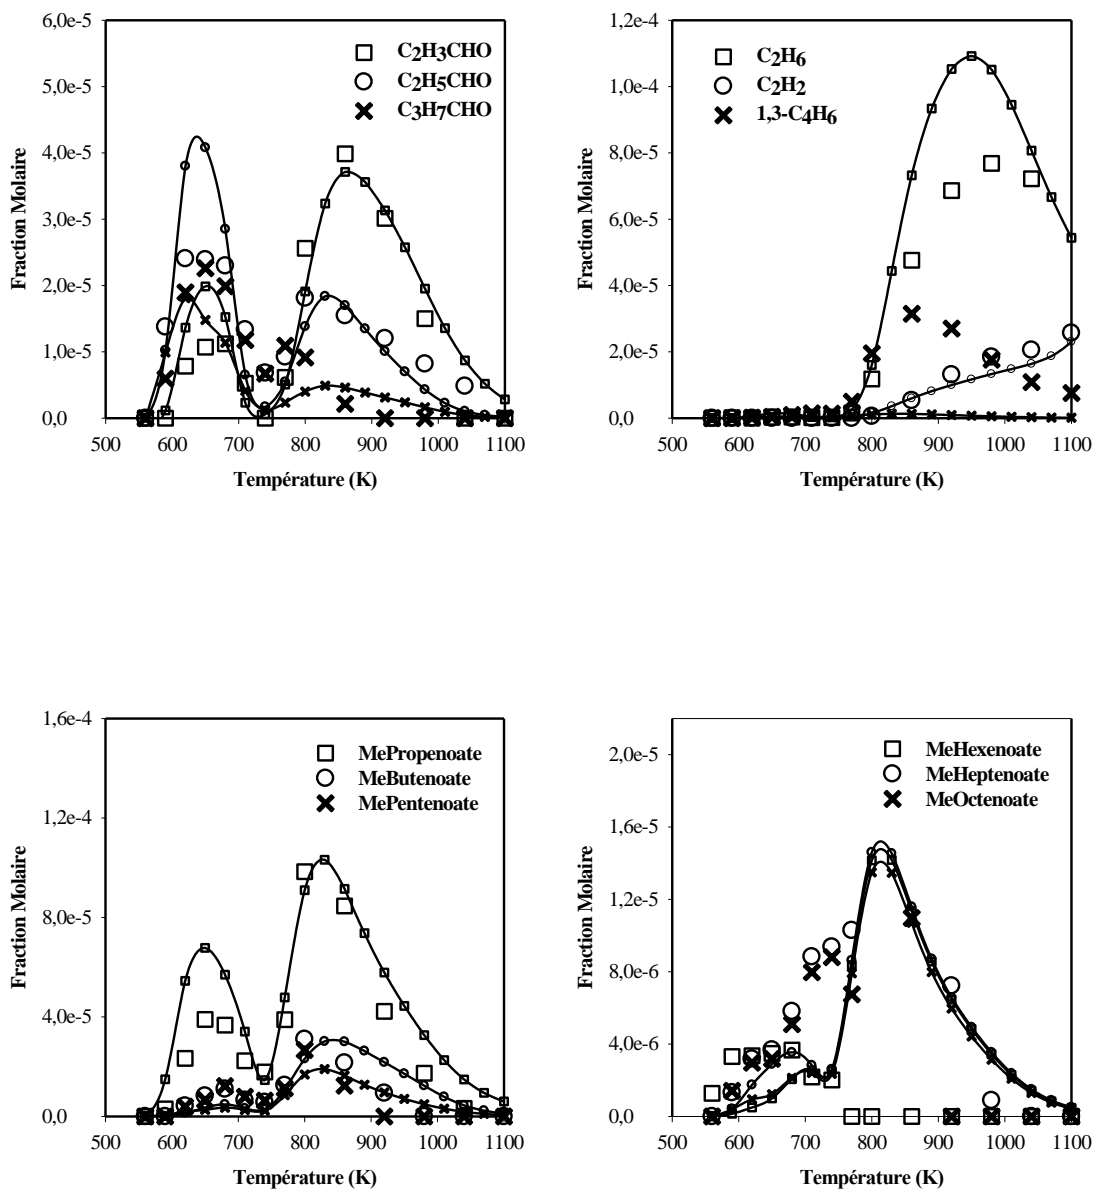 6,0e-5
5,0e-5
4,0e-5
3,0e-5
2,0e-5
1,0e-5
0,0
Fraction Molaire
C2H3CHO
C2H5CHO
C3H7CHO
500 600 700 800 900 1000 1100
Température (K)
1,2e-4
1,0e-4
8,0e-5
6,0e-5
4,0e-5
2,0e-5
0,0
Fraction Molaire
C2H6
C2H2
1,3-C4H6
500 600 700 800 900 1000 1100
Température (K)
1,6e-4
1,2e-4
8,0e-5
4,0e-5
0,0
Fraction Molaire
MePropenoate
MeButenoate
MePentenoate
500 600 700 800 900 1000 1100
Température (K)
2,0e-5
1,6e-5
1,2e-5
8,0e-6
4,0e-6
0,0
Fraction Molaire
MeHexenoate
MeHeptenoate
MeOctenoate
500 600 700 800 900 1000 1100
Température (K)